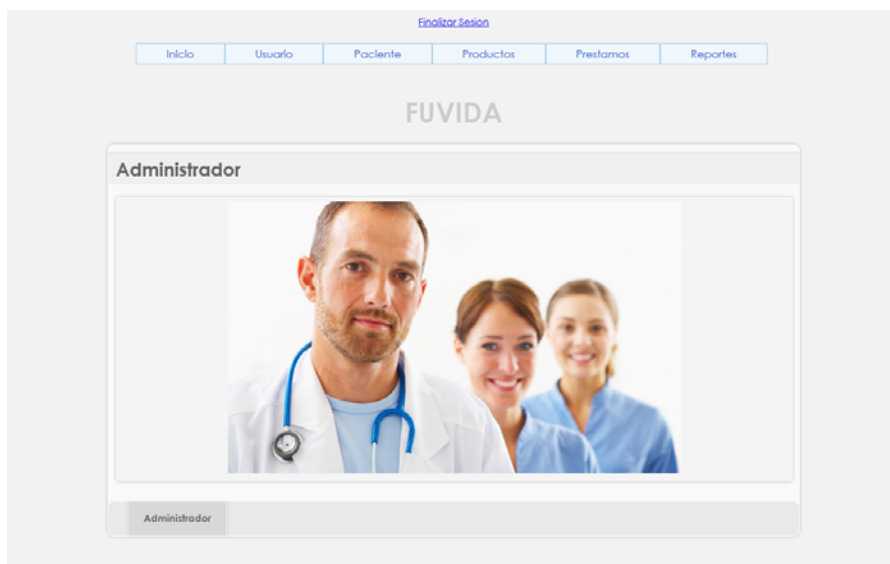 Finalizar Sesion
Inicio Usuario Paciente Productos Prestamos Reportes
FUVIDA
Administrador
Administrador